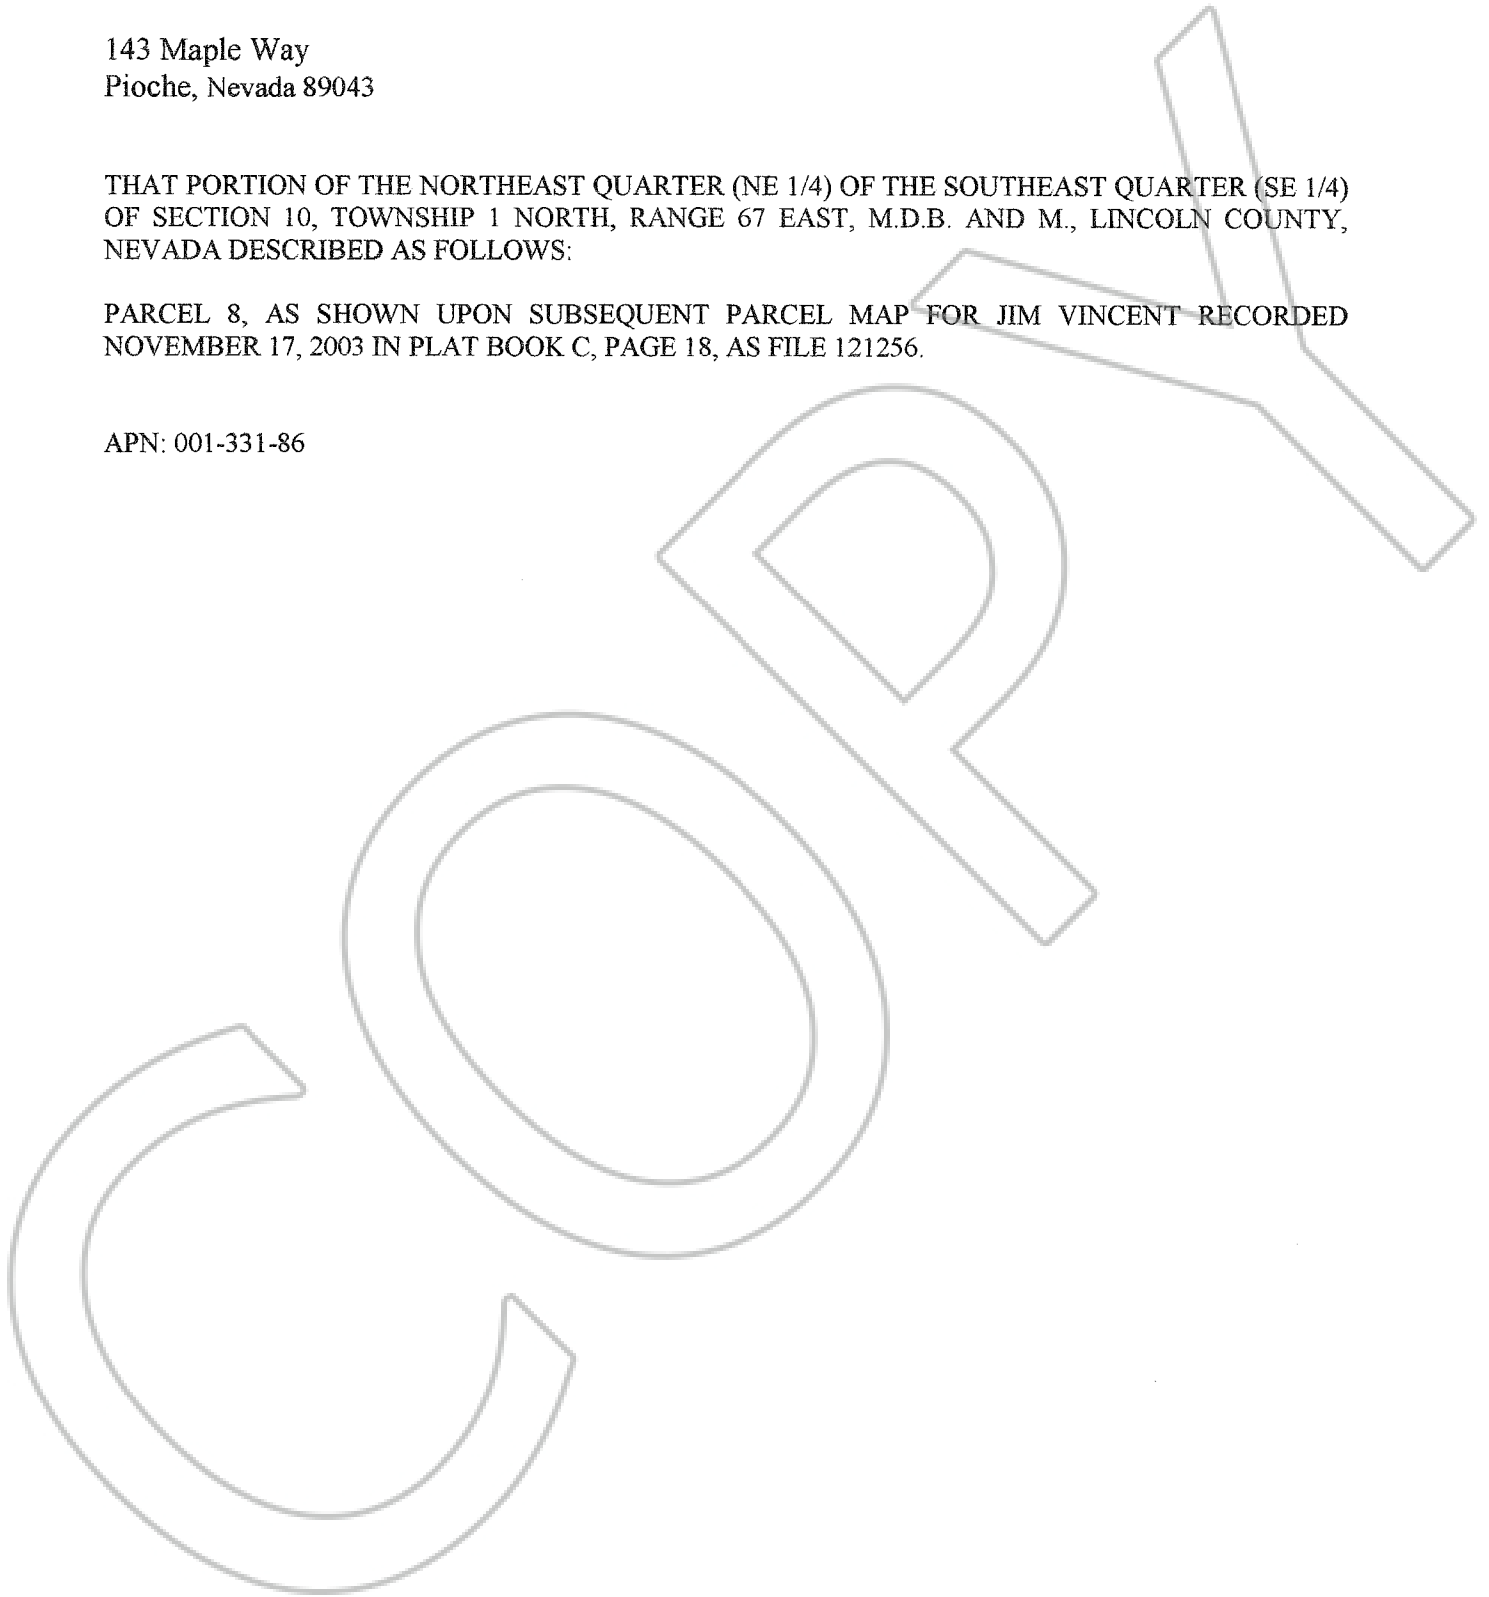 143 Maple Way
Pioche, Nevada 89043
THAT PORTION OF THE NORTHEAST QUARTER (NE 1/4) OF THE SOUTHEAST QUARTER (SE 1/4)
OF SECTION 10, TOWNSHIP 1 NORTH, RANGE 67 EAST, M.D.B. AND M., LINCOLN COUNTY,
NEVADA DESCRIBED AS FOLLOWS:
PARCEL 8, AS SHOWN UPON SUBSEQUENT PARCEL MAP FOR JIM VINCENT RECORDED
NOVEMBER 17, 2003 IN PLAT BOOK C, PAGE 18, AS FILE 121256.
APN: 001-331-86
COPY